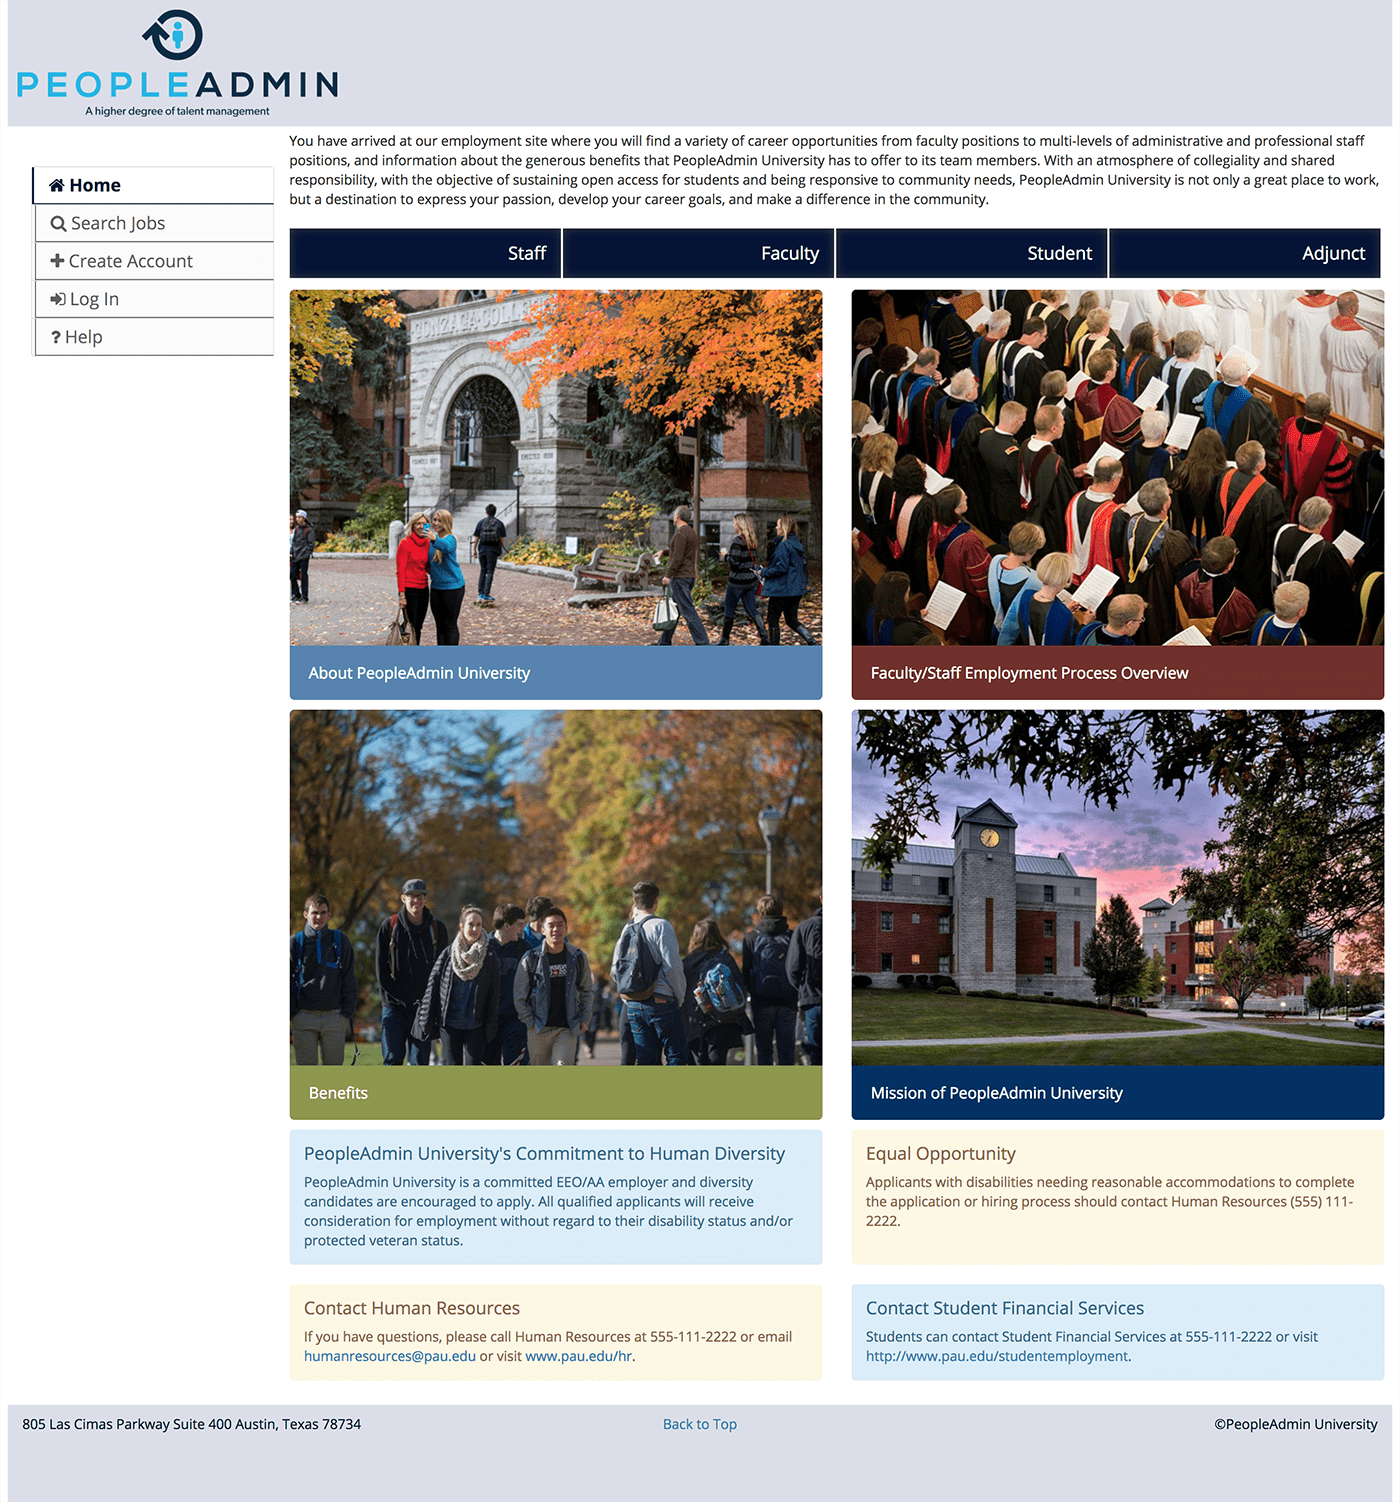 PEOPLEADMIN
A higher degree of talent management
You have arrived at our employment site where you will find a variety of career opportunities from faculty positions to multi-levels of administrative and professional staff
positions, and information about the generous benefits that PeopleAdmin University has to offer to its team members. With an atmosphere of collegiality and shared
responsibility, with the objective of sustaining open access for students and being responsive to community needs, PeopleAdmin University is not only a great place to work,
but a destination to express your passion, develop your career goals, and make a difference in the community.
Home
Search Jobs
Create Account
Log In
? Help
Staff
Faculty
Student
Adjunct
GONZAGA COLL
About PeopleAdmin University
Faculty/Staff Employment Process Overview
Benefits
Mission of PeopleAdmin University
PeopleAdmin University's Commitment to Human Diversity
PeopleAdmin University is a committed EEO/AA employer and diversity
candidates are encouraged to apply. All qualified applicants will receive
consideration for employment without regard to their disability status and/or
protected veteran status.
Equal Opportunity
Applicants with disabilities needing reasonable accommodations to complete
the application or hiring process should contact Human Resources (555) 111-
2222.
Contact Human Resources
If you have questions, please call Human Resources at 555-111-2222 or email
humanresources@pau.edu or visit www.pau.edu/hr.
Contact Student Financial Services
Students can contact Student Financial Services at 555-111-2222 or visit
http://www.pau.edu/studentemployment.
805 Las Cimas Parkway Suite 400 Austin, Texas 78734
Back to Top
©PeopleAdmin University